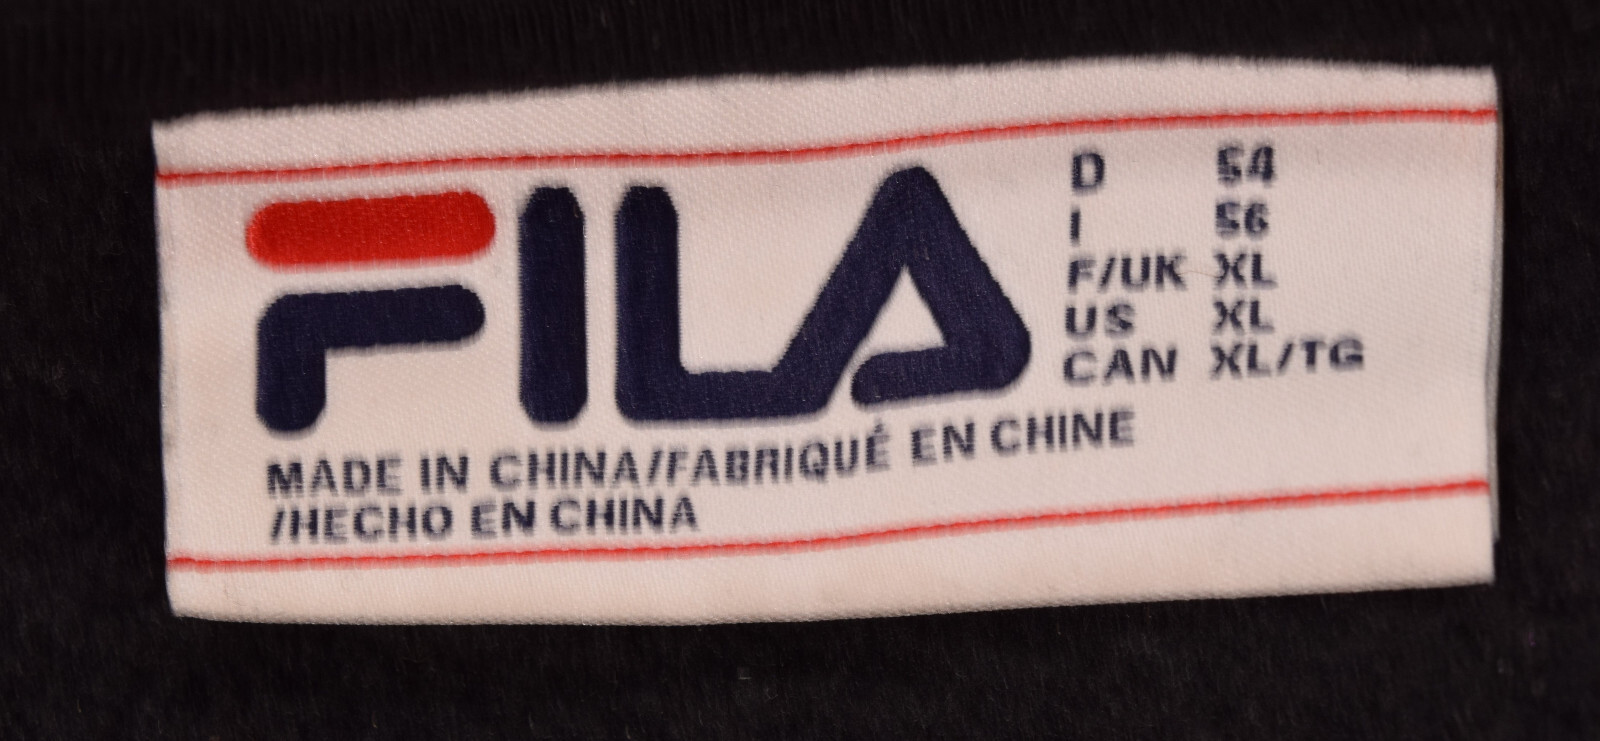 FILA
D 54
I 56
F/UK XL
US XL
CAN XL/TG
MADE IN CHINA/FABRIQUÉ EN CHINE
/HECHO EN CHINA